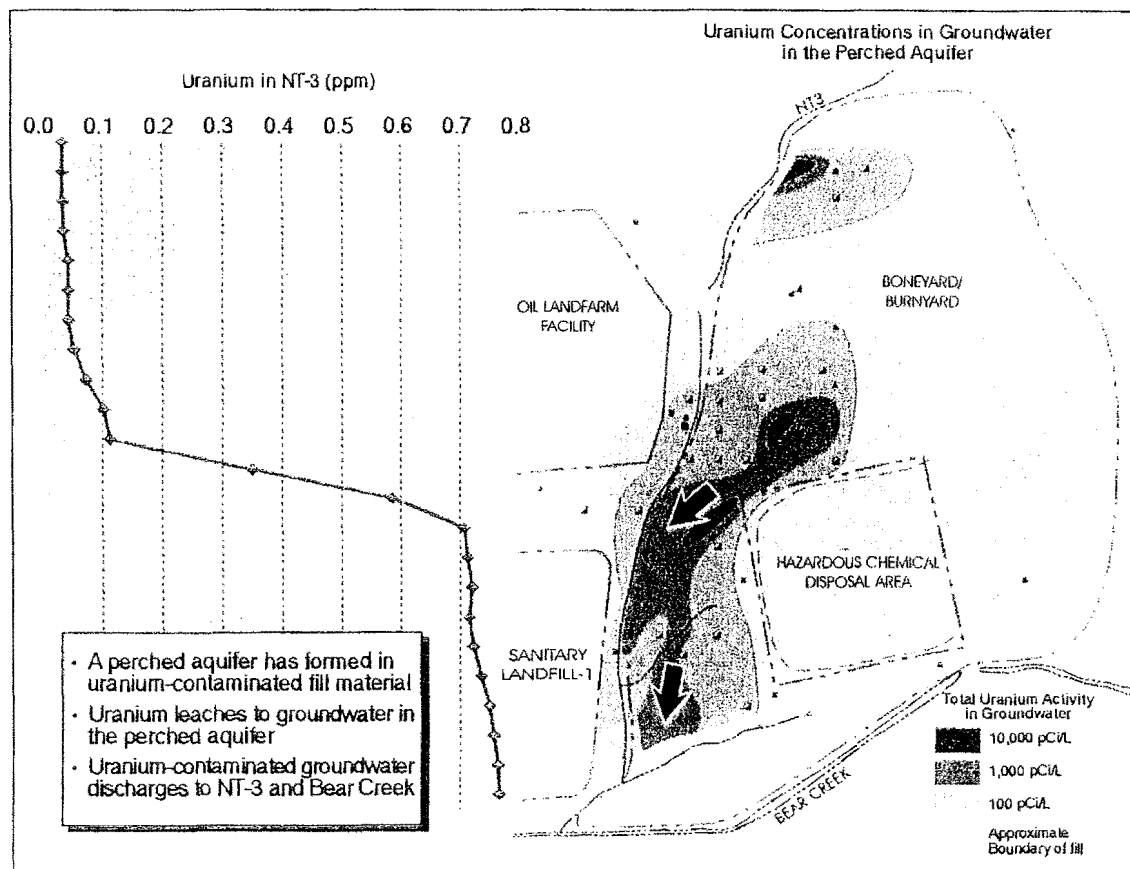 Uranium Concentrations in Groundwater
in the Perched Aquifer
Uranium in NT-3 (ppm)
0.0 0.1 0.2 0.3 0.4 0.5 0.6 0.7 0.8
NT3
OIL LANDFARM
FACILITY
BONEYARD/
BURNYARD
HAZARDOUS CHEMICAL
DISPOSAL AREA
SANITARY
LANDFILL-1
· A perched aquifer has formed in
uranium-contaminated fill material
· Uranium leaches to groundwater in
the perched aquifer
· Uranium-contaminated groundwater
discharges to NT-3 and Bear Creek
BEAR CREEK
Total Uranium Activity
in Groundwater
10,000 pCi/L
1,000 pCi/L
100 pCi/L
Approximate
Boundary of fill